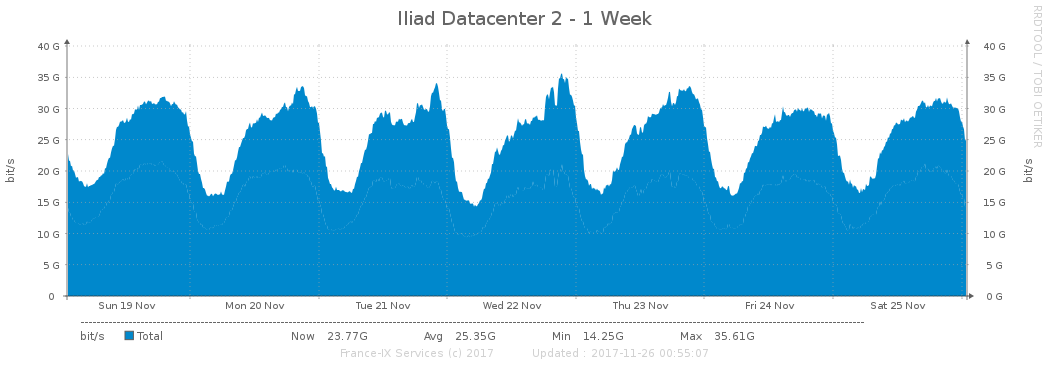 Iliad Datacenter 2 - 1 Week
RRDTOOL / TOBI OETIKER
bit/s
40 G 40 G
35 G 35 G
30 G 30 G
25 G 25 G
20 G 20 G
15 G 15 G
10 G 10 G
5 G 5 G
0 0 G
bit/s
Sun 19 Nov Mon 20 Nov Tue 21 Nov Wed 22 Nov Thu 23 Nov Fri 24 Nov Sat 25 Nov
bit/s Total Now 23.77G Avg 25.35G Min 14.25G Max 35.61G
France-IX Services (c) 2017 Updated : 2017-11-26 00:55:07